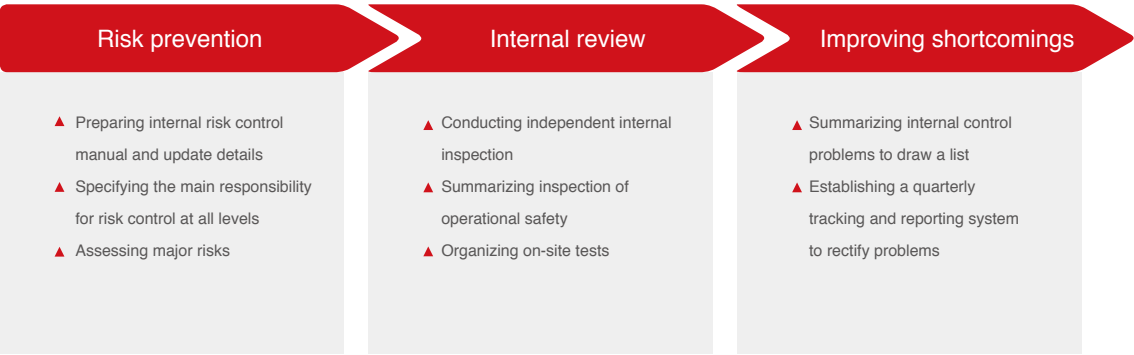 Risk prevention
Preparing internal risk control
manual and update details
Specifying the main responsibility
for risk control at all levels
Assessing major risks
Internal review
Conducting independent internal
inspection
Summarizing inspection of
operational safety
Organizing on-site tests
Improving shortcomings
Summarizing internal control
problems to draw a list
Establishing a quarterly
tracking and reporting system
to rectify problems